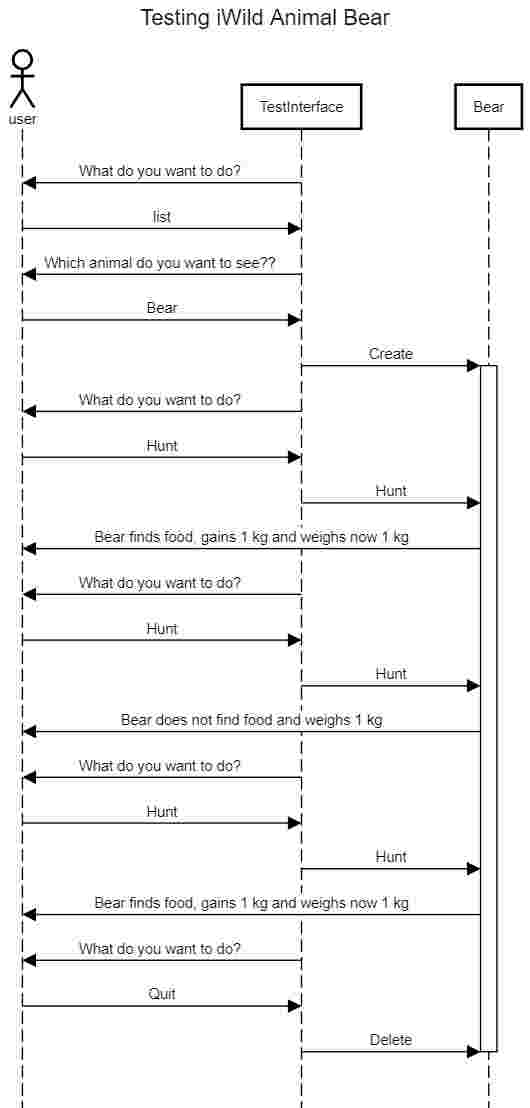 Testing iWild Animal Bear
user
TestInterface
Bear
What do you want to do?
list
Which animal do you want to see??
Bear
Create
What do you want to do?
Hunt
Hunt
Bear finds food, gains 1 kg and weighs now 1 kg
What do you want to do?
Hunt
Hunt
Bear does not find food and weighs 1 kg
What do you want to do?
Hunt
Hunt
Bear finds food, gains 1 kg and weighs now 1 kg
What do you want to do?
Quit
Delete